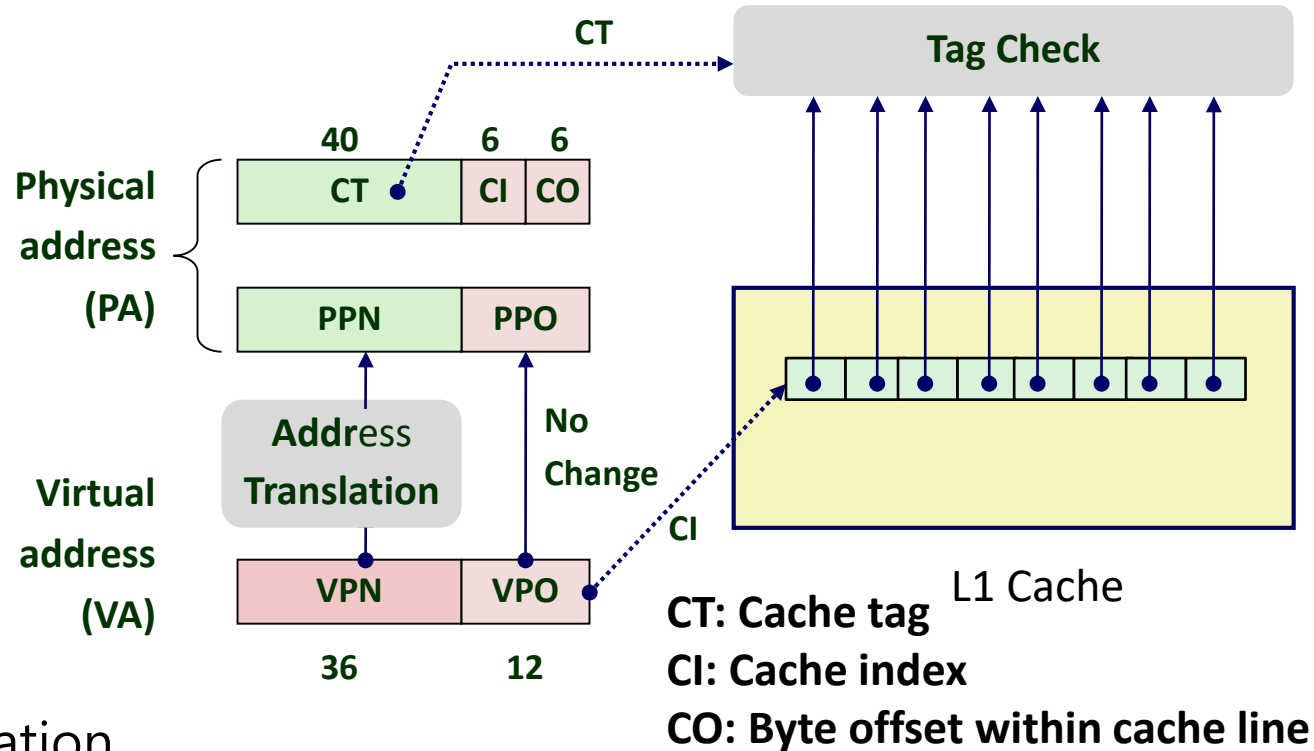 CT
Tag Check
40 6 6
CT CI CO
Physical
address
(PA)
PPN PPO
Address
Translation
No
Change
Virtual
address
(VA)
VPN VPO
CI
36 12
L1 Cache
CT: Cache tag
CI: Cache index
CO: Byte offset within cache line
ation